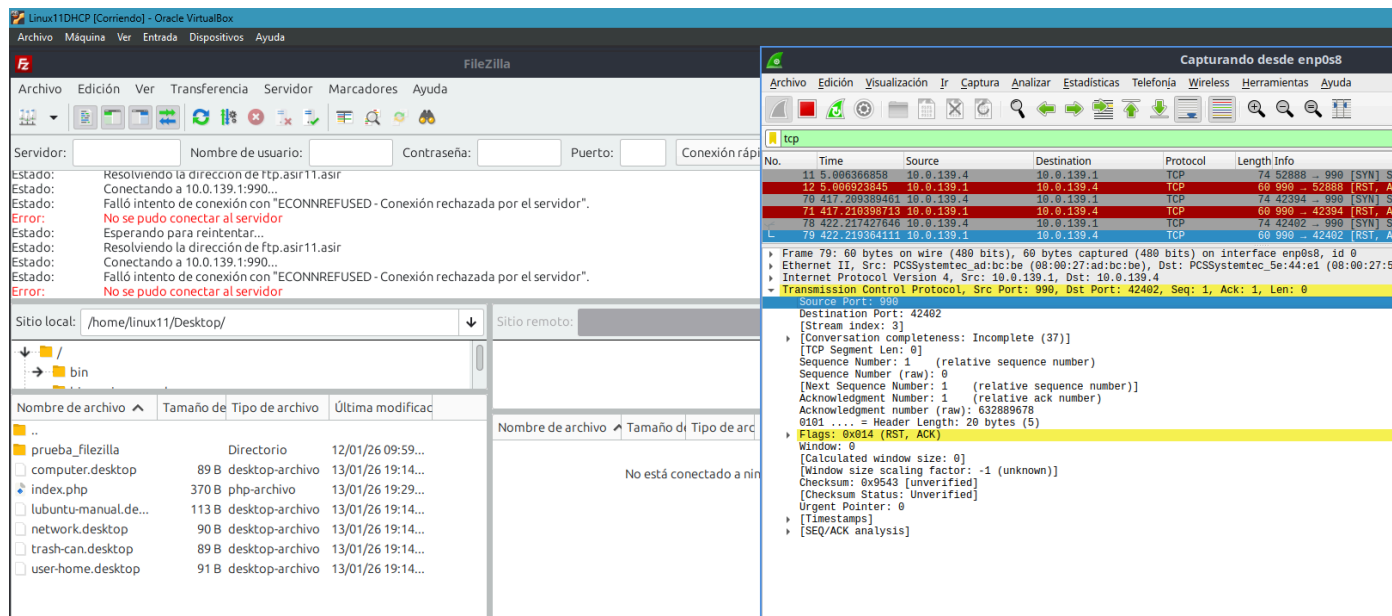 Linux11DHCP [Corriendo] - Oracle VirtualBox
Archivo Máquina Ver Entrada Dispositivos Ayuda
FileZilla
Archivo Edición Ver Transferencia Servidor Marcadores Ayuda
Servidor: Nombre de usuario: Contraseña: Puerto: Conexión rápi
Estado: Resolviendo la dirección de ftp.asir11.asir
Estado: Conectando a 10.0.139.1:990...
Estado: Falló intento de conexión con "ECONNREFUSED - Conexión rechazada por el servidor".
Error: No se pudo conectar al servidor
Estado: Esperando para reintentar...
Estado: Resolviendo la dirección de ftp.asir11.asir
Estado: Conectando a 10.0.139.1:990...
Estado: Falló intento de conexión con "ECONNREFUSED - Conexión rechazada por el servidor".
Error: No se pudo conectar al servidor
Sitio local: /home/linux11/Desktop/
Sitio remoto:
/
bin
Nombre de archivo Tamaño de Tipo de archivo Última modificac
..
prueba_filezilla Directorio 12/01/26 09:59...
computer.desktop 89 B desktop-archivo 13/01/26 19:14...
index.php 370 B php-archivo 13/01/26 19:29...
lubuntu-manual.de... 113 B desktop-archivo 13/01/26 19:14...
network.desktop 90 B desktop-archivo 13/01/26 19:14...
trash-can.desktop 89 B desktop-archivo 13/01/26 19:14...
user-home.desktop 91 B desktop-archivo 13/01/26 19:14...
Nombre de archivo Tamaño de Tipo de arc
No está conectado a nin
Capturando desde enp0s8
Archivo Edición Visualización Ir Captura Analizar Estadísticas Telefonía Wireless Herramientas Ayuda
tcp
No. Time Source Destination Protocol Length Info
11 5.006366858 10.0.139.4 10.0.139.1 TCP 74 52888 → 990 [SYN] S
12 5.006923845 10.0.139.1 10.0.139.4 TCP 60 990 → 52888 [RST, A
70 417.209389461 10.0.139.4 10.0.139.1 TCP 74 42394 → 990 [SYN] S
71 417.210398713 10.0.139.1 10.0.139.4 TCP 60 990 → 42394 [RST, A
78 422.217427646 10.0.139.4 10.0.139.1 TCP 74 42402 → 990 [SYN] S
79 422.219364111 10.0.139.1 10.0.139.4 TCP 60 990 → 42402 [RST, A
Frame 79: 60 bytes on wire (480 bits), 60 bytes captured (480 bits) on interface enp0s8, id 0
Ethernet II, Src: PCSSystemtec_ad:bc:be (08:00:27:ad:bc:be), Dst: PCSSystemtec_5e:44:e1 (08:00:27:5
Internet Protocol Version 4, Src: 10.0.139.1, Dst: 10.0.139.4
Transmission Control Protocol, Src Port: 990, Dst Port: 42402, Seq: 1, Ack: 1, Len: 0
Source Port: 990
Destination Port: 42402
[Stream index: 3]
[Conversation completeness: Incomplete (37)]
[TCP Segment Len: 0]
Sequence Number: 1 (relative sequence number)
Sequence Number (raw): 0
[Next Sequence Number: 1 (relative sequence number)]
Acknowledgment Number: 1 (relative ack number)
Acknowledgment number (raw): 632889678
0101 .... = Header Length: 20 bytes (5)
Flags: 0x014 (RST, ACK)
Window: 0
[Calculated window size: 0]
[Window size scaling factor: -1 (unknown)]
Checksum: 0x9543 [unverified]
[Checksum Status: Unverified]
Urgent Pointer: 0
[Timestamps]
[SEQ/ACK analysis]